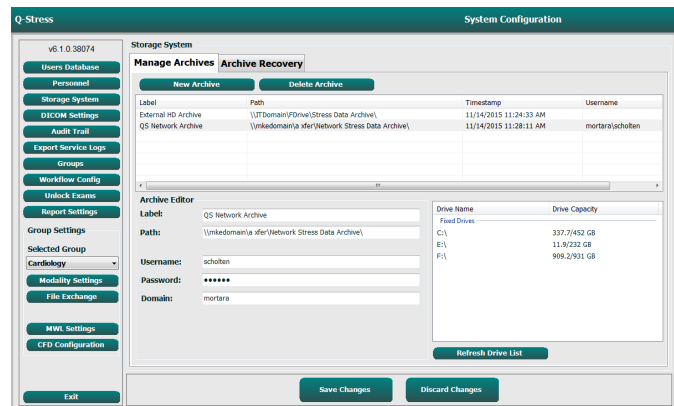 Q-Stress
System Configuration
v6.1.0.38074
Users Database
Personnel
Storage System
DICOM Settings
Audit Trail
Export Service Logs
Groups
Workflow Config
Unlock Exams
Report Settings
Group Settings
Selected Group
Cardiology
Modality Settings
File Exchange
MWL Settings
CFD Configuration
Exit
Storage System
Manage Archives Archive Recovery
New Archive Delete Archive
Label Path Timestamp Username
External HD Archive \\JTDomain\FDrive\Stress Data Archive\ 11/14/2015 11:24:33 AM
QS Network Archive \\mkedomain\a xfer\Network Stress Data Archive\ 11/14/2015 11:28:11 AM mortara\scholten
Archive Editor
Label: QS Network Archive
Path: \\mkedomain\a xfer\Network Stress Data Archive\
Username: scholten
Password: ••••••
Domain: mortara
Drive Name Drive Capacity
Fixed Drives
C:\ 337.7/452 GB
E:\ 11.9/232 GB
F:\ 909.2/931 GB
Refresh Drive List
Save Changes Discard Changes